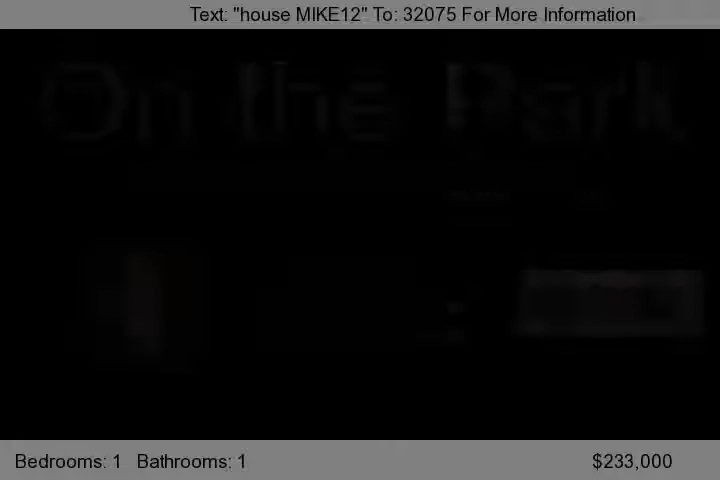 Text: "house MIKE12" To: 32075 For More Information
On the Park
Bedrooms: 1 Bathrooms: 1
$233,000